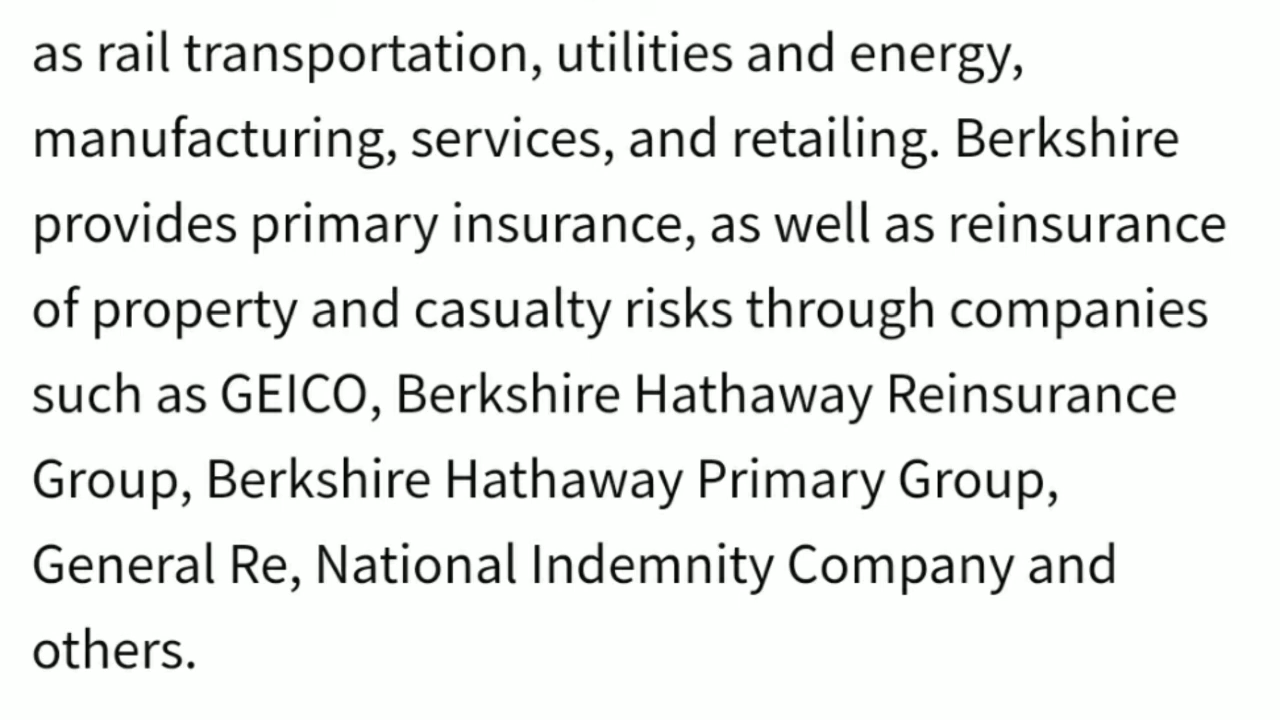 as rail transportation, utilities and energy,
manufacturing, services, and retailing. Berkshire
provides primary insurance, as well as reinsurance
of property and casualty risks through companies
such as GEICO, Berkshire Hathaway Reinsurance
Group, Berkshire Hathaway Primary Group,
General Re, National Indemnity Company and
others.